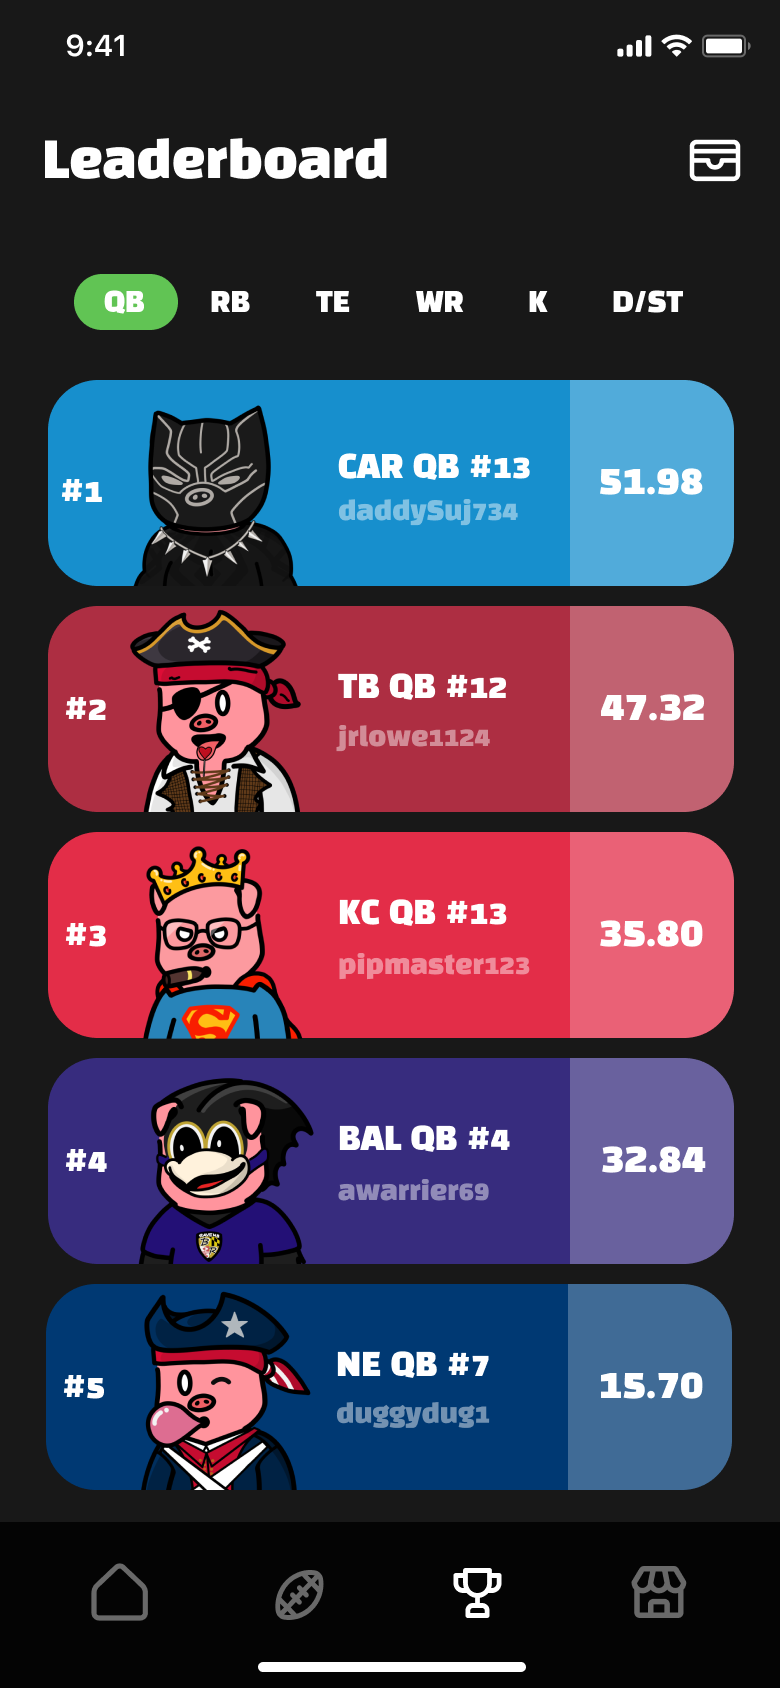 9:41
Leaderboard
QB RB TE WR K D/ST
#1
CAR QB #13
daddySuj734
51.98
#2
TB QB #12
jrlowe1124
47.32
#3
KC QB #13
pipmaster123
35.80
#4
BAL QB #4
awarrier69
32.84
#5
NE QB #7
duggydug1
15.70